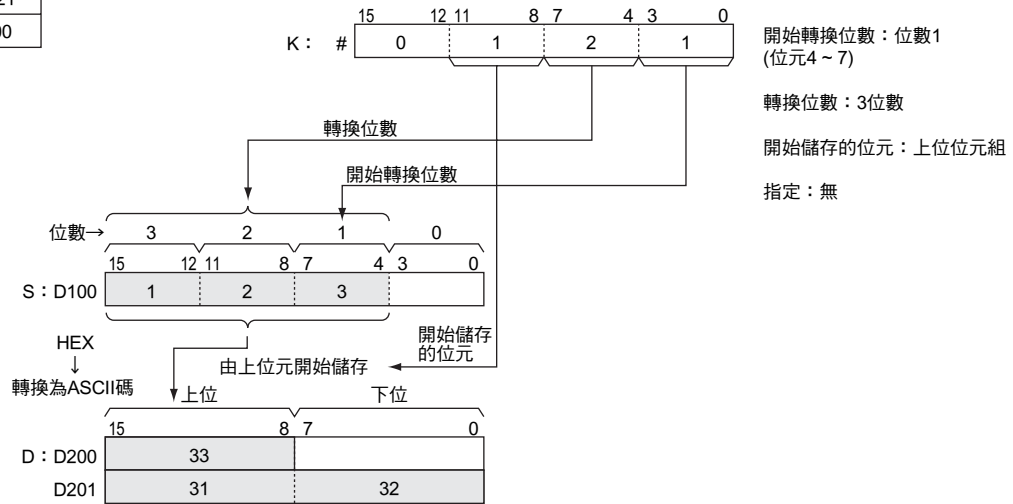 00
15 12 11 8 7 4 3 0
K： # 0 1 2 1
開始轉換位數：位數1
(位元4 ~ 7)
轉換位數：3位數
開始儲存的位元：上位位元組
指定：無
轉換位數
開始轉換位數
位數→ 3 2 1 0
15 12 11 8 7 4 3 0
S：D100 1 2 3
HEX
↓
轉換為ASCII碼
由上位元開始儲存
開始儲存
的位元
上位 下位
15 8 7 0
D：D200 33
D201 31 32